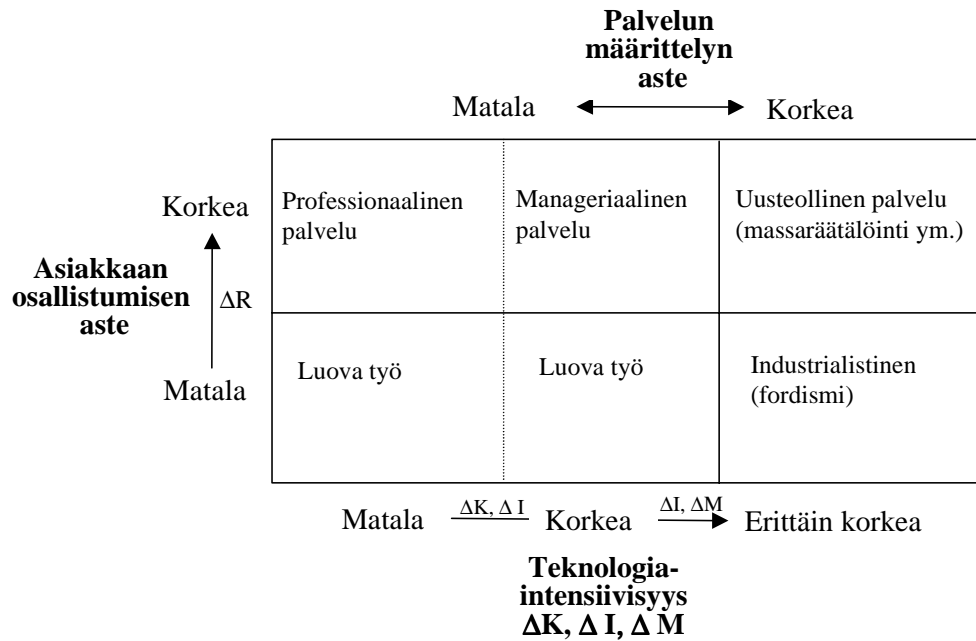 Palvelun
määrittelyn
aste
Matala
Korkea
Korkea
Asiakkaan
osallistumisen
aste
ΔR
Matala
Professionaalinen
palvelu
Manageriaalinen
palvelu
Uusteollinen palvelu
(massaräätälöinti ym.)
Luova työ
Luova työ
Industrialistinen
(fordismi)
Matala
ΔK, Δ I
Korkea
ΔI, ΔM
Erittäin korkea
Teknologia-
intensiivisyys
ΔK, Δ I, Δ M